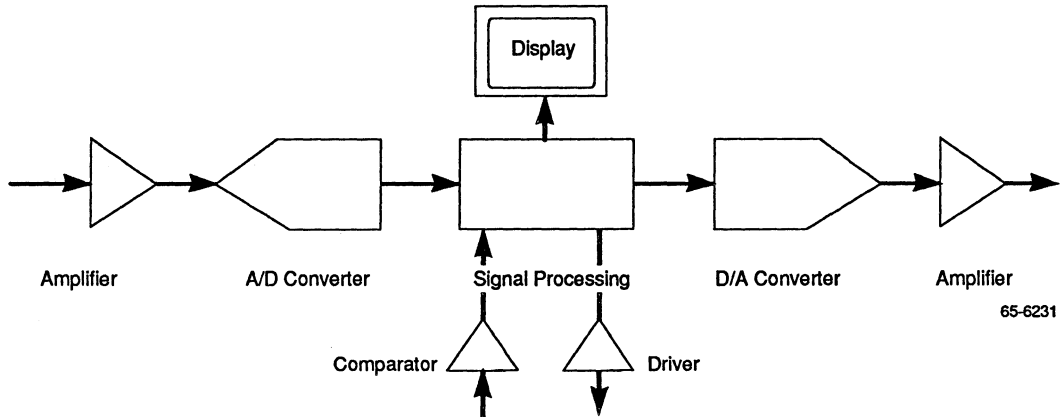 Display
Amplifier
A/D Converter
Signal Processing
D/A Converter
Amplifier
65-6231
Comparator
Driver